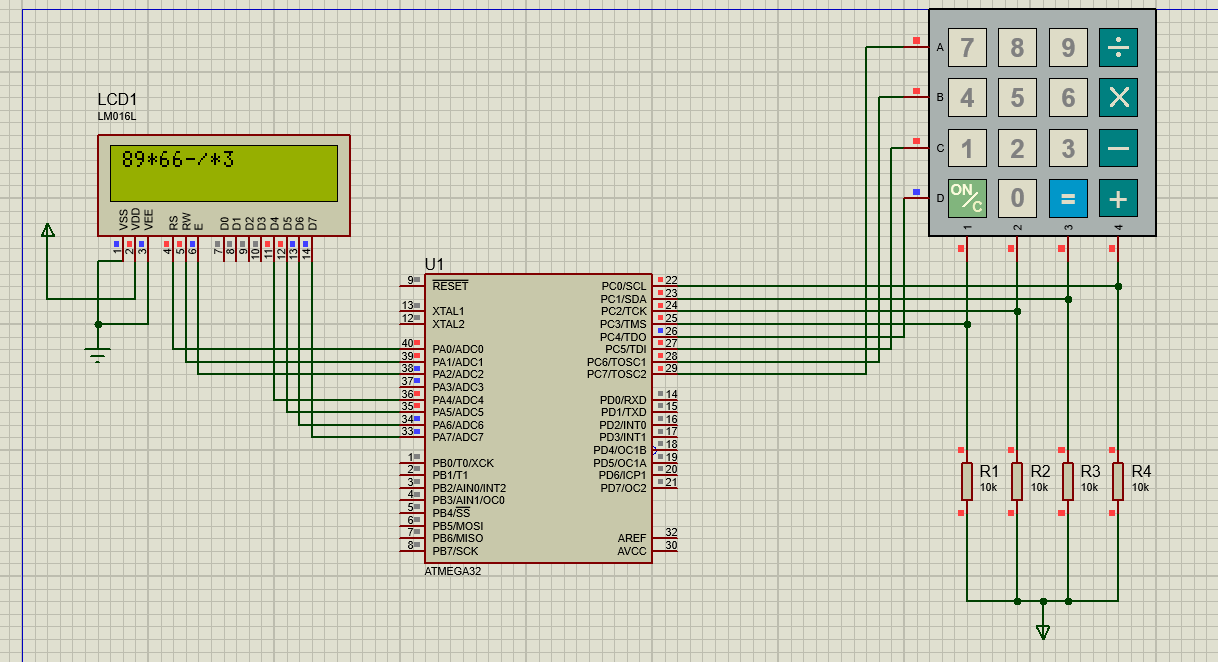 LCD1
LM016L
89*66-/*3
VSS
VDD
VEE
RS
RW
E
D0
D1
D2
D3
D4
D5
D6
D7
1
2
3
4
5
6
7
8
9
10
11
12
13
14
A
B
C
D
7 8 9 ÷
4 5 6 ×
1 2 3 −
ON/C 0 = +
1 2 3 4
U1
9 RESET
13 XTAL1
12 XTAL2
40 PA0/ADC0
39 PA1/ADC1
38 PA2/ADC2
37 PA3/ADC3
36 PA4/ADC4
35 PA5/ADC5
34 PA6/ADC6
33 PA7/ADC7
1 PB0/T0/XCK
2 PB1/T1
3 PB2/AIN0/INT2
4 PB3/AIN1/OC0
5 PB4/SS
6 PB5/MOSI
7 PB6/MISO
8 PB7/SCK
PC0/SCL 22
PC1/SDA 23
PC2/TCK 24
PC3/TMS 25
PC4/TDO 26
PC5/TDI 27
PC6/TOSC1 28
PC7/TOSC2 29
PD0/RXD 14
PD1/TXD 15
PD2/INT0 16
PD3/INT1 17
PD4/OC1B 18
PD5/OC1A 19
PD6/ICP1 20
PD7/OC2 21
AREF 32
AVCC 30
ATMEGA32
R1
10k
R2
10k
R3
10k
R4
10k